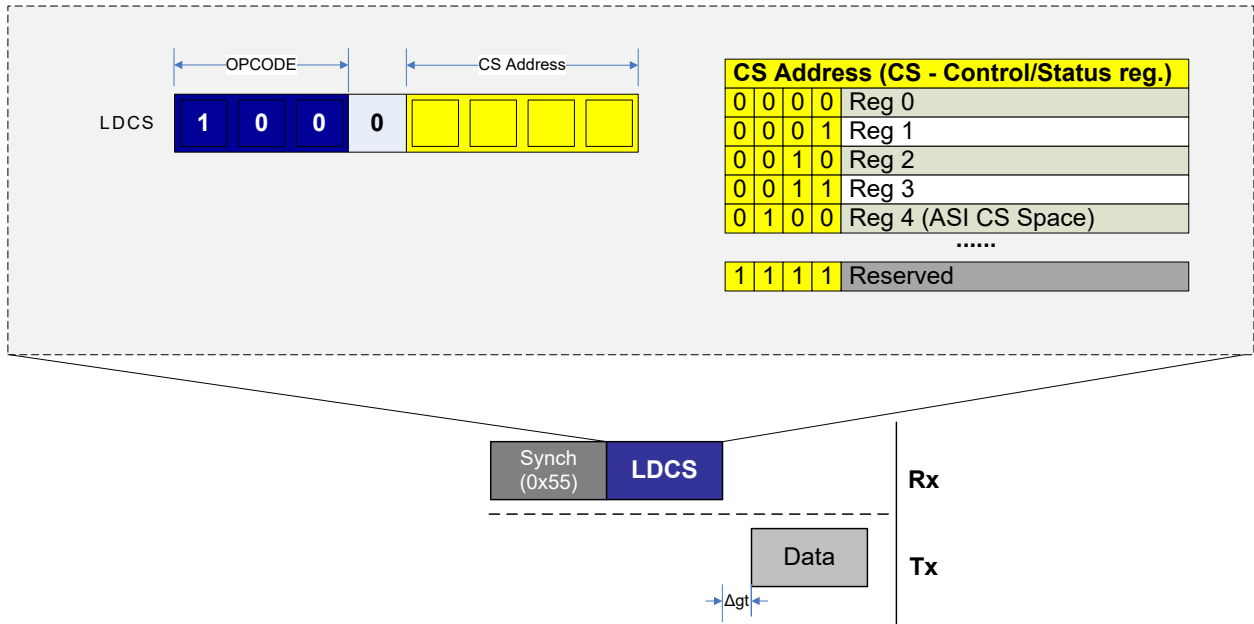 OPCODE
CS Address
LDCS
1 0 0 0
CS Address (CS - Control/Status reg.)
0 0 0 0 Reg 0
0 0 0 1 Reg 1
0 0 1 0 Reg 2
0 0 1 1 Reg 3
0 1 0 0 Reg 4 (ASI CS Space)
......
1 1 1 1 Reserved
Synch
(0x55)
LDCS
Rx
Data
Tx
Δgt